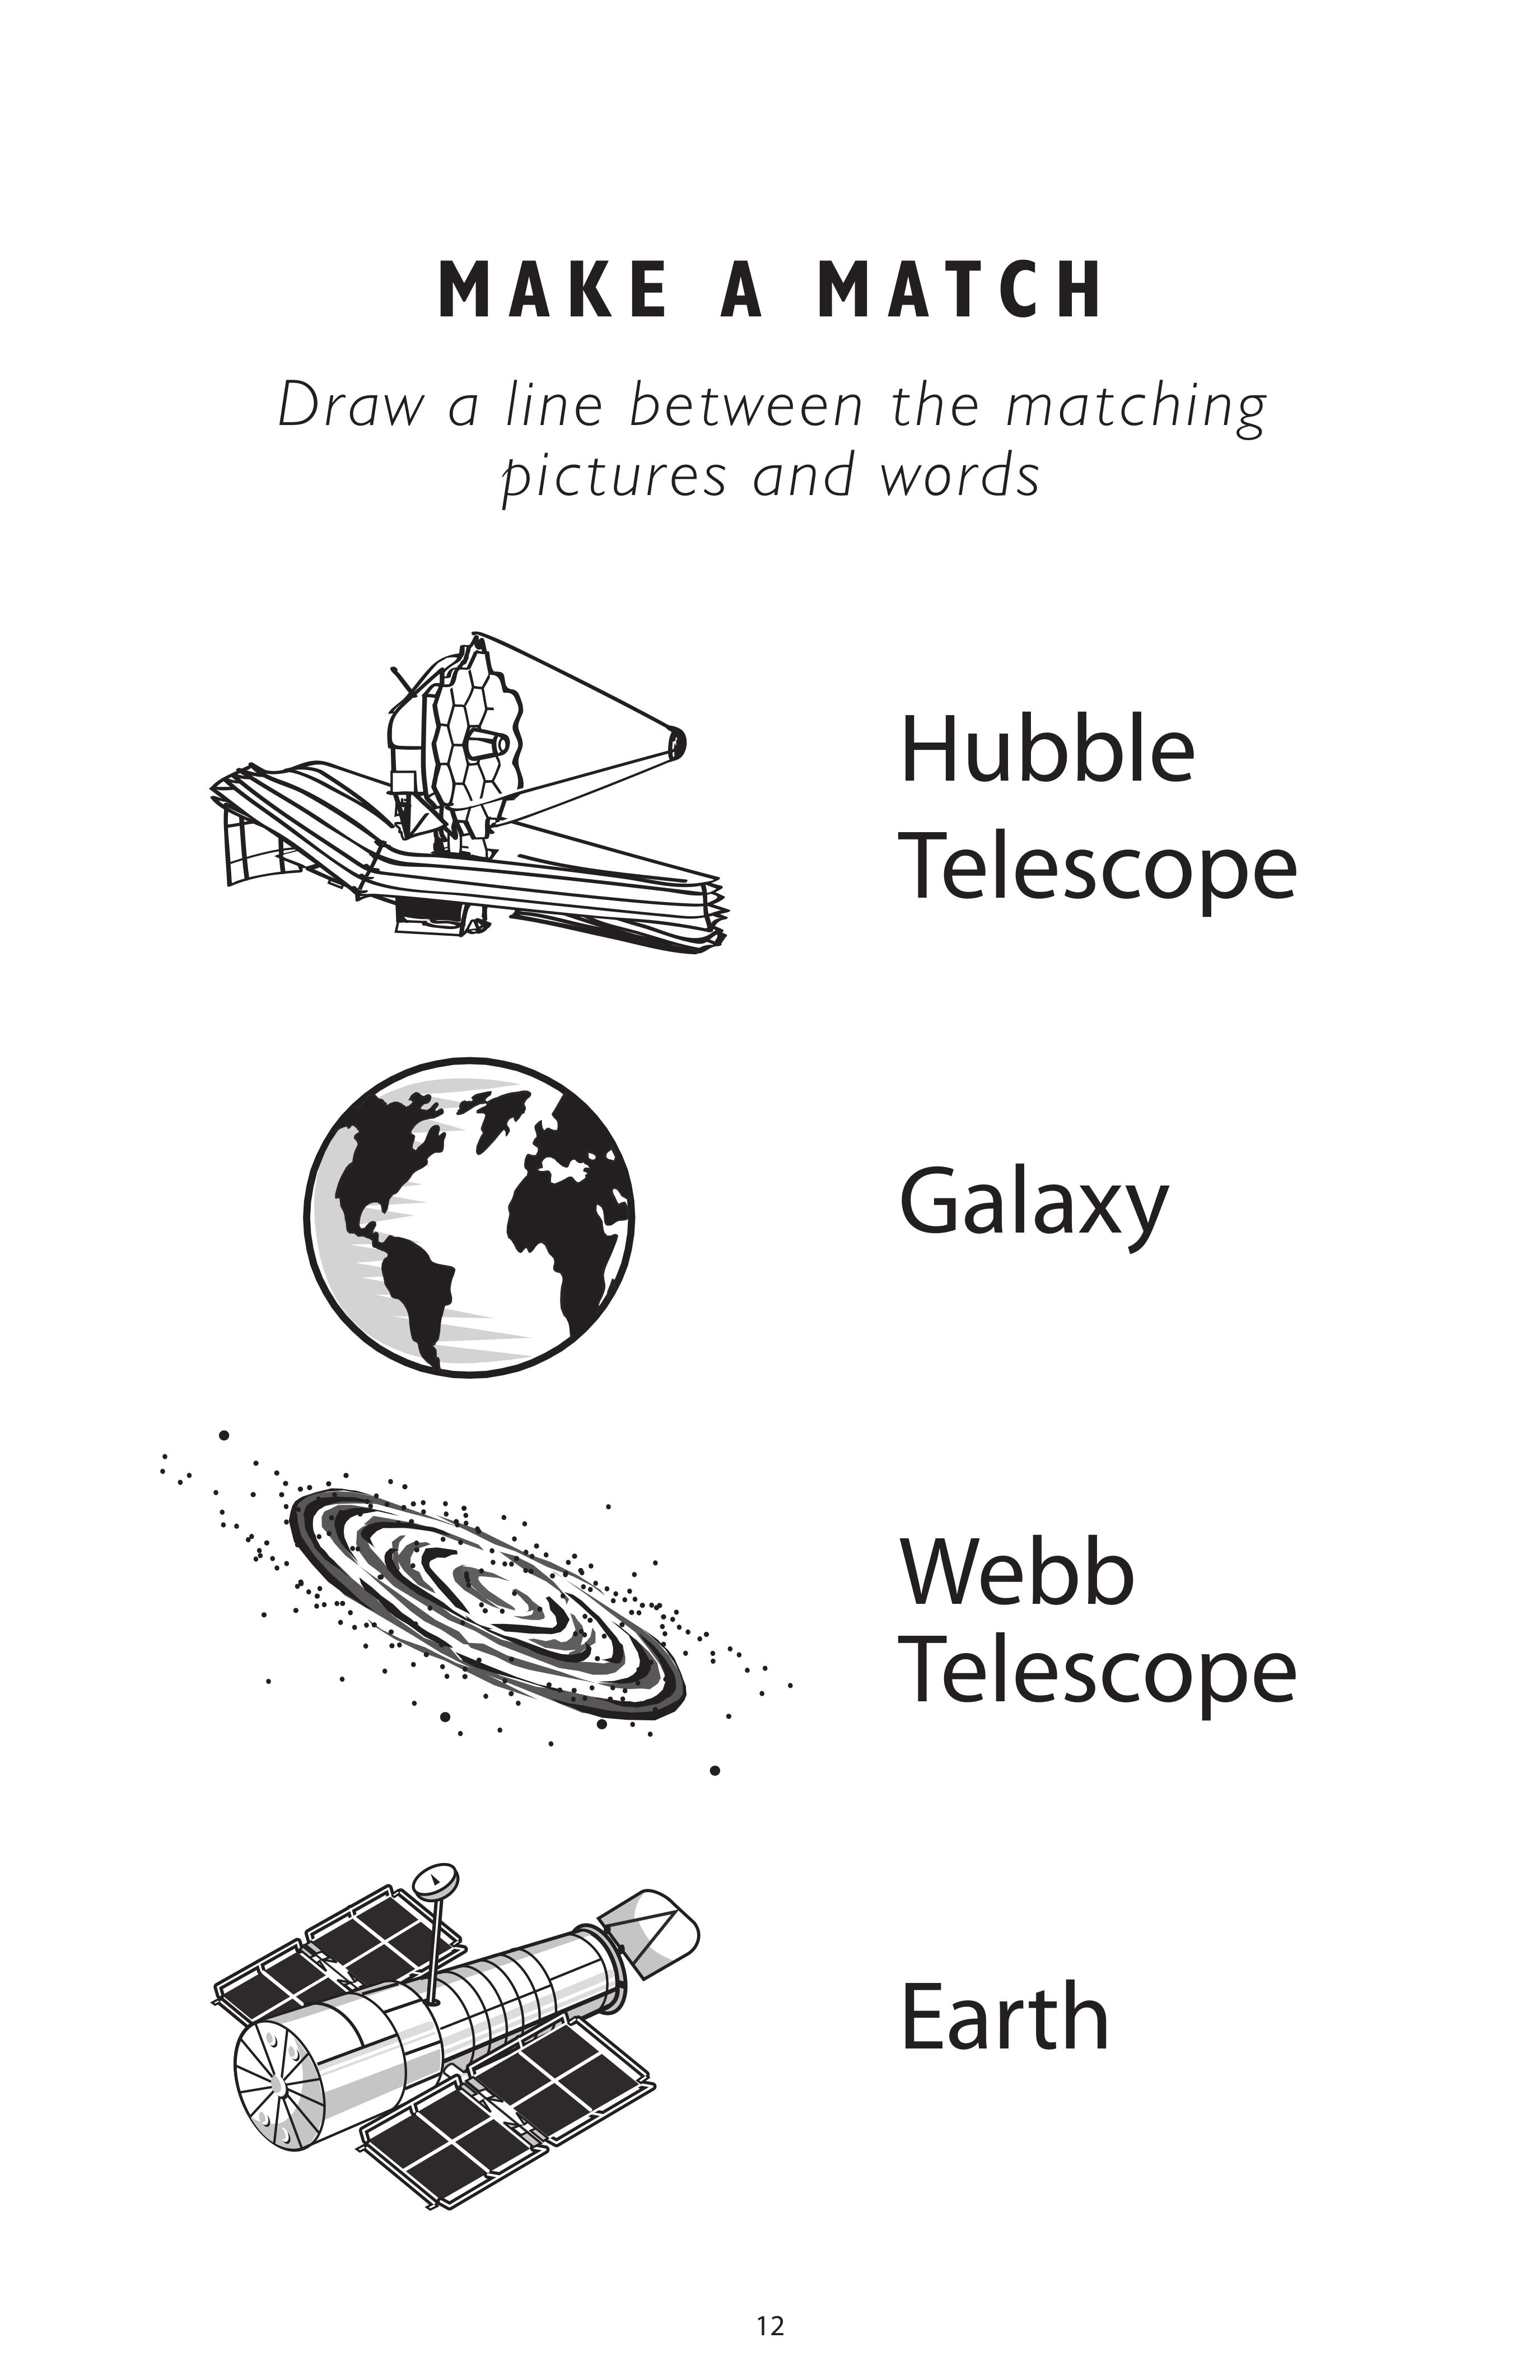 MAKE A MATCH
Draw a line between the matching
pictures and words
Hubble
Telescope
Galaxy
Webb
Telescope
Earth
12